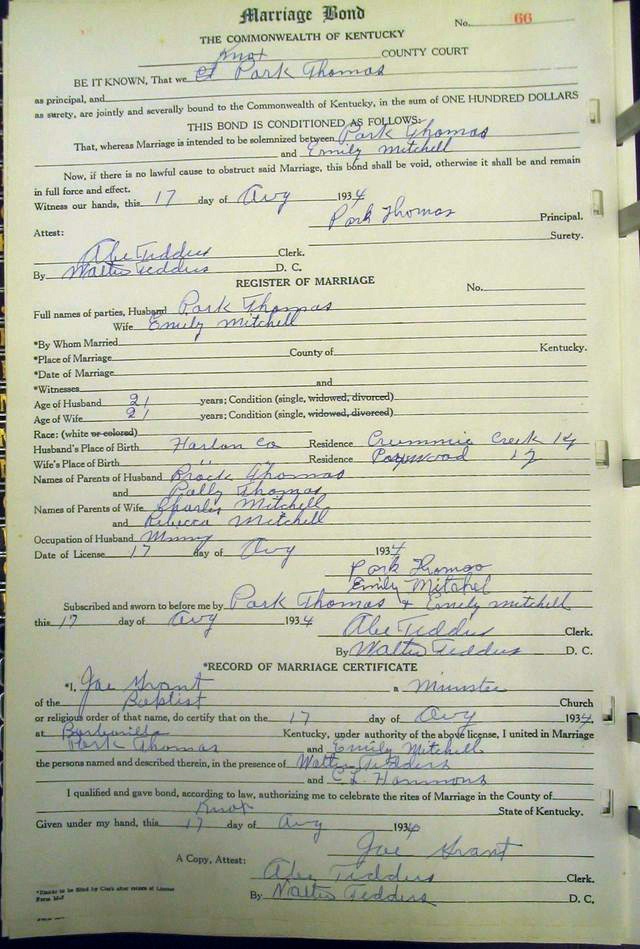 Marriage Bond
No. 66
THE COMMONWEALTH OF KENTUCKY
Knox COUNTY COURT
BE IT KNOWN, That we Park Thomas
as principal, and
as surety, are jointly and severally bound to the Commonwealth of Kentucky, in the sum of ONE HUNDRED DOLLARS
THIS BOND IS CONDITIONED AS FOLLOWS:
That, whereas Marriage is intended to be solemnized between Park Thomas
and Emily Mitchell
Now, if there is no lawful cause to obstruct said Marriage, this bond shall be void, otherwise it shall be and remain
in full force and effect.
Witness our hands, this 17 day of Aug 1934
Park Thomas Principal.
Attest: Surety.
Abe Tedders Clerk.
By Walter Tedders D. C.
REGISTER OF MARRIAGE
No.
Full names of parties, Husband Park Thomas
Wife Emily Mitchell
*By Whom Married
*Place of Marriage County of Kentucky.
*Date of Marriage
*Witnesses and
Age of Husband 21 years; Condition (single, widowed, divorced)
Age of Wife 21 years; Condition (single, widowed, divorced)
Race: (white or colored)
Husband's Place of Birth Harlan Co Residence Crummie Creek Ky
Wife's Place of Birth " " Residence Ky
Names of Parents of Husband Brock Thomas
and Thomas
Names of Parents of Wife Charles Mitchell
and Rebecca Mitchell
Occupation of Husband
Date of License 17 day of Aug 1934
Park Thomas
Emily Mitchel
Subscribed and sworn to before me by Park Thomas & Emily Mitchell
this 17 day of Aug 1934
Abe Tedders Clerk.
By Walter Tedders D. C.
*RECORD OF MARRIAGE CERTIFICATE
*I, Joe Grant a Minister
of the Baptist Church
or religious order of that name, do certify that on the 17 day of Aug 1934
at Barbourville Kentucky, under authority of the above license, I united in Marriage
Park Thomas and Emily Mitchell
the persons named and described therein, in the presence of Walter Tedders
and C. L. Hammons
I qualified and gave bond, according to law, authorizing me to celebrate the rites of Marriage in the County of
Knox State of Kentucky.
Given under my hand, this 17 day of Aug 1934
Joe Grant
A Copy, Attest:
Abe Tedders Clerk.
By Walter Tedders D. C.